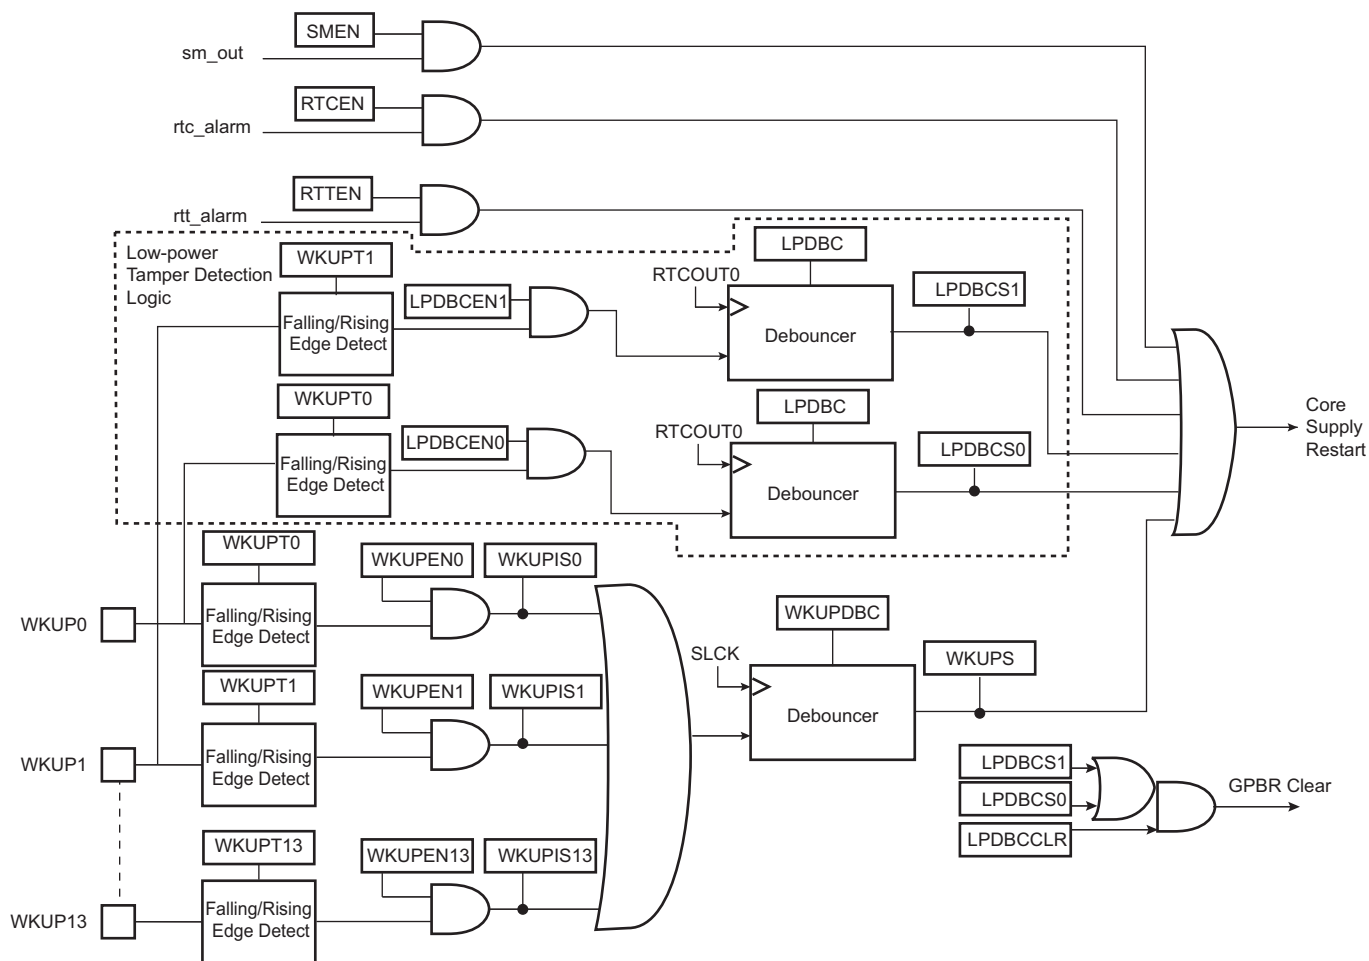 SMEN
sm_out
RTCEN
rtc_alarm
RTTEN
rtt_alarm
Low-power
Tamper Detection
Logic
WKUPT1
Falling/Rising
Edge Detect
LPDBCEN1
RTCOUT0
LPDBC
Debouncer
LPDBCS1
WKUPT0
Falling/Rising
Edge Detect
LPDBCEN0
RTCOUT0
LPDBC
Debouncer
LPDBCS0
Core
Supply
Restart
WKUP0
WKUPT0
Falling/Rising
Edge Detect
WKUPEN0
WKUPIS0
WKUP1
WKUPT1
Falling/Rising
Edge Detect
WKUPEN1
WKUPIS1
SLCK
WKUPDBC
Debouncer
WKUPS
WKUP13
WKUPT13
Falling/Rising
Edge Detect
WKUPEN13
WKUPIS13
LPDBCS1
LPDBCS0
LPDBCCLR
GPBR Clear